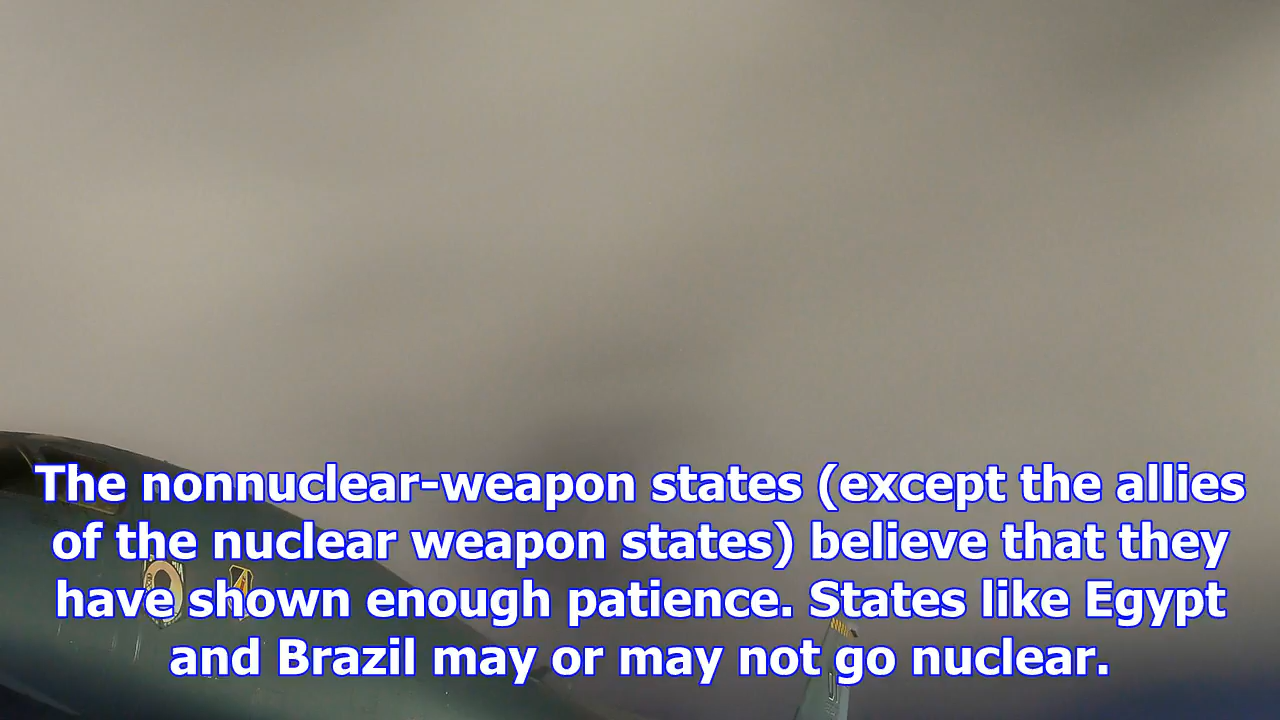 The nonnuclear-weapon states (except the allies
of the nuclear weapon states) believe that they
have shown enough patience. States like Egypt
and Brazil may or may not go nuclear.